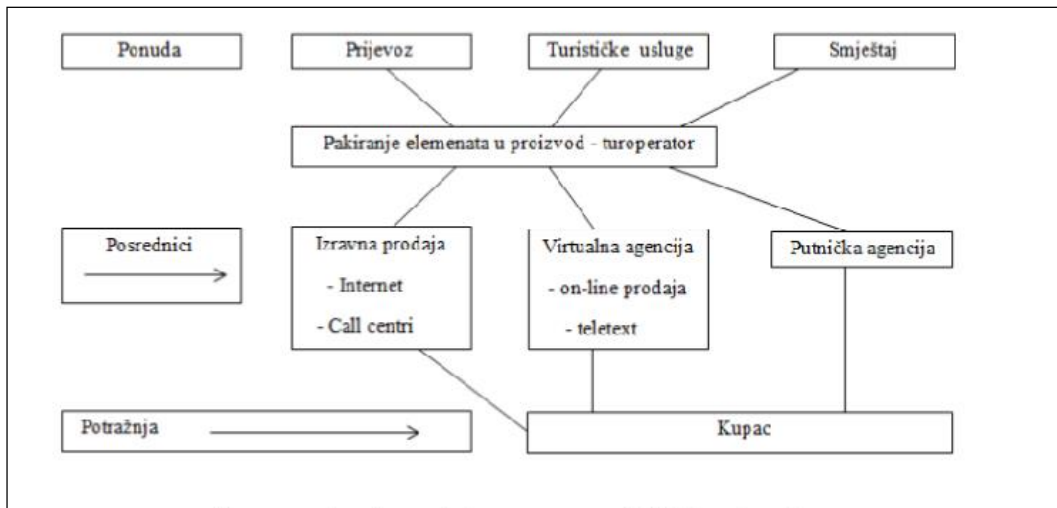 Ponuda
Prijevoz
Turističke usluge
Smještaj
Pakiranje elemenata u proizvod - turoperator
Posrednici
Izravna prodaja
- Internet
- Call centri
Virtualna agencija
- on-line prodaja
- teletext
Putnička agencija
Potražnja
Kupac